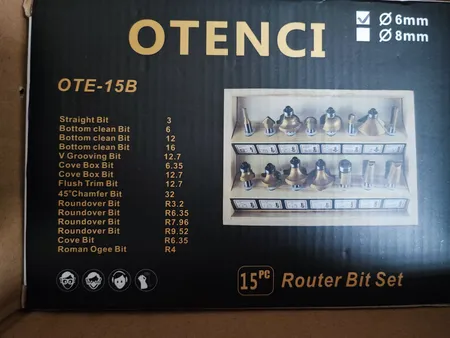 OTENCI
Ø 6mm
Ø 8mm
OTE-15B
Straight Bit 3
Bottom clean Bit 6
Bottom clean Bit 12
Bottom clean Bit 16
V Grooving Bit 12.7
Cove Box Bit 6.35
Cove Box Bit 12.7
Flush Trim Bit 12.7
45°Chamfer Bit 32
Roundover Bit R3.2
Roundover Bit R6.35
Roundover Bit R7.96
Roundover Bit R9.52
Cove Bit R6.35
Roman Ogee Bit R4
15PC Router Bit Set